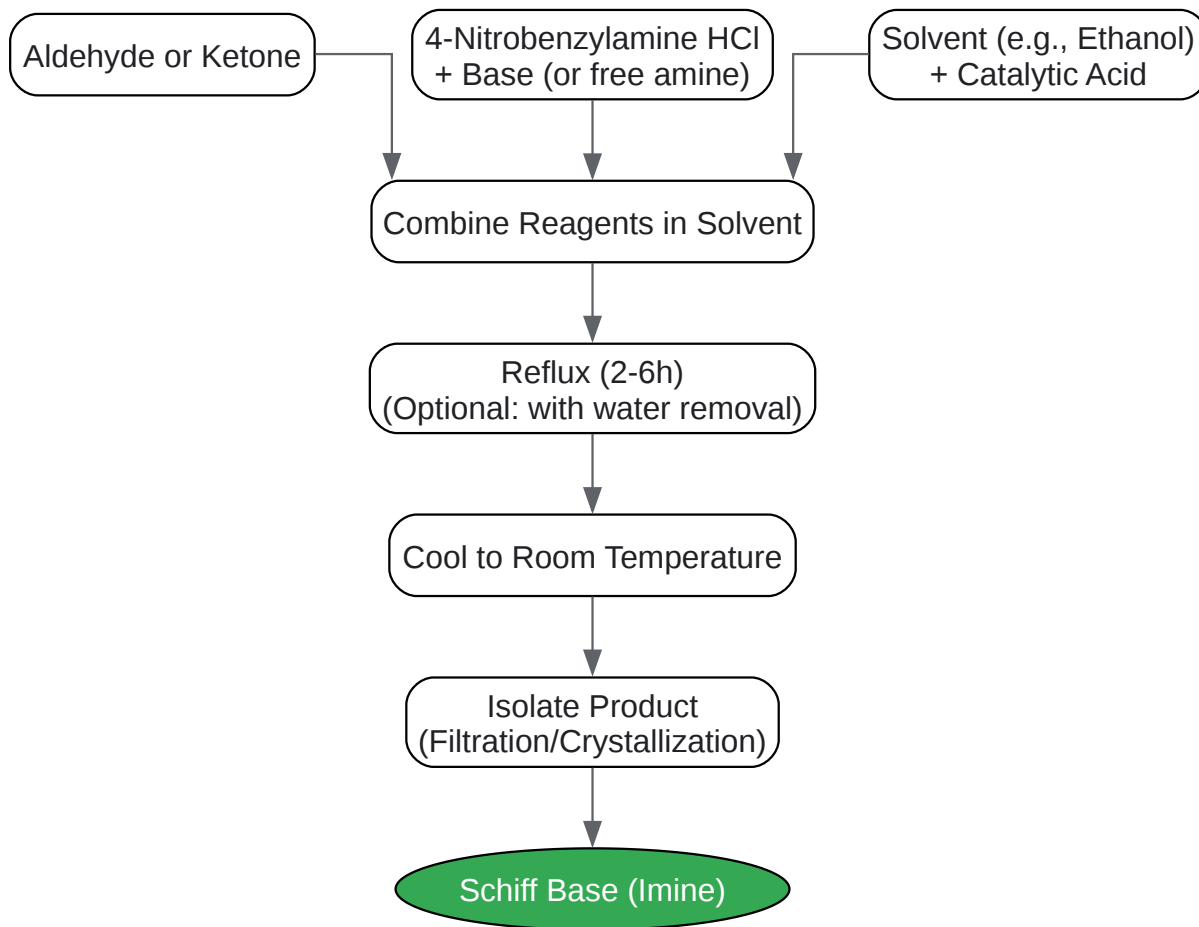 Aldehyde or Ketone
4-Nitrobenzylamine HCl
+ Base (or free amine)
Solvent (e.g., Ethanol)
+ Catalytic Acid
Combine Reagents in Solvent
Reflux (2-6h)
(Optional: with water removal)
Cool to Room Temperature
Isolate Product
(Filtration/Crystallization)
Schiff Base (Imine)